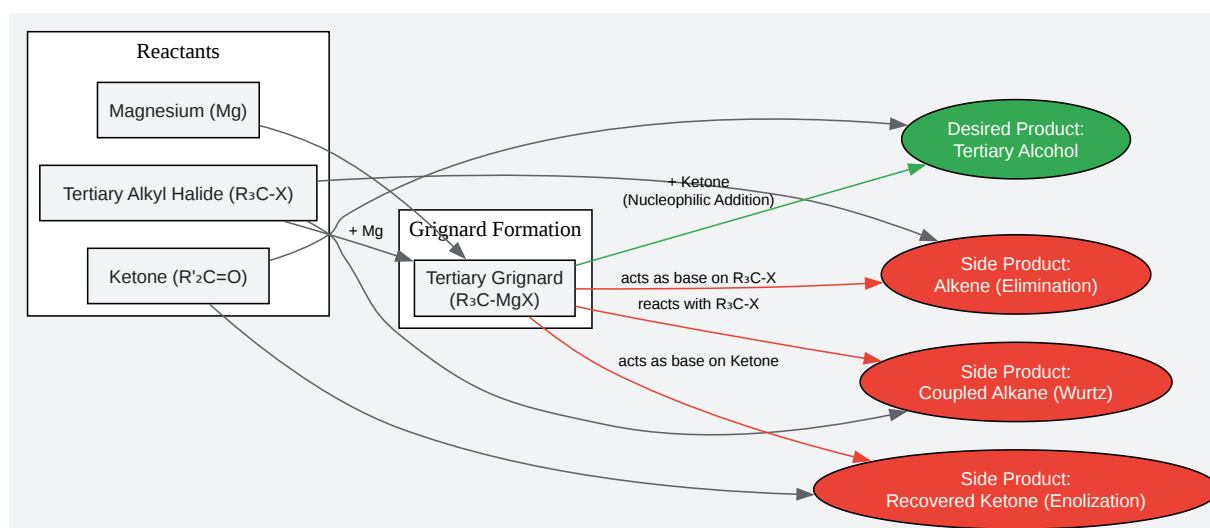 Reactants
Magnesium (Mg)
Tertiary Alkyl Halide (R₃C-X)
Ketone (R'₂C=O)
+ Mg
Grignard Formation
Tertiary Grignard
(R₃C-MgX)
+ Ketone
(Nucleophilic Addition)
acts as base on R₃C-X
reacts with R₃C-X
acts as base on Ketone
Desired Product:
Tertiary Alcohol
Side Product:
Alkene (Elimination)
Side Product:
Coupled Alkane (Wurtz)
Side Product:
Recovered Ketone (Enolization)